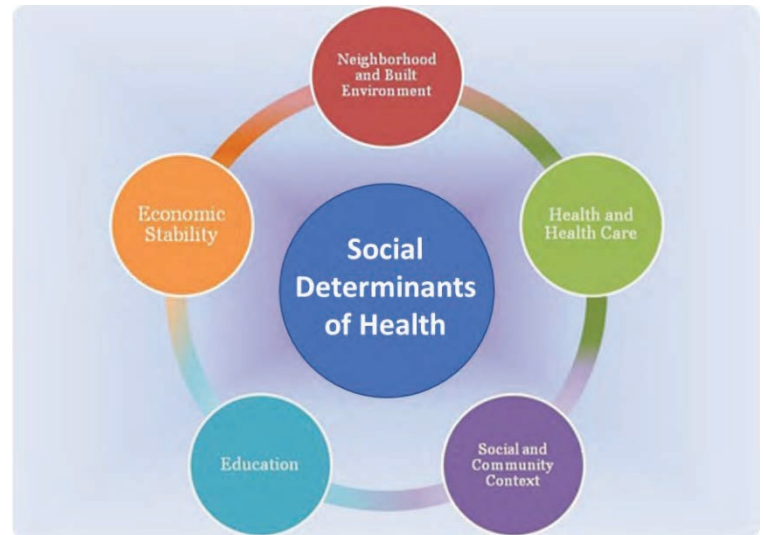 Neighborhood
and Built
Environment
Economic
Stability
Health and
Health Care
Social
Determinants
of Health
Education
Social and
Community
Context